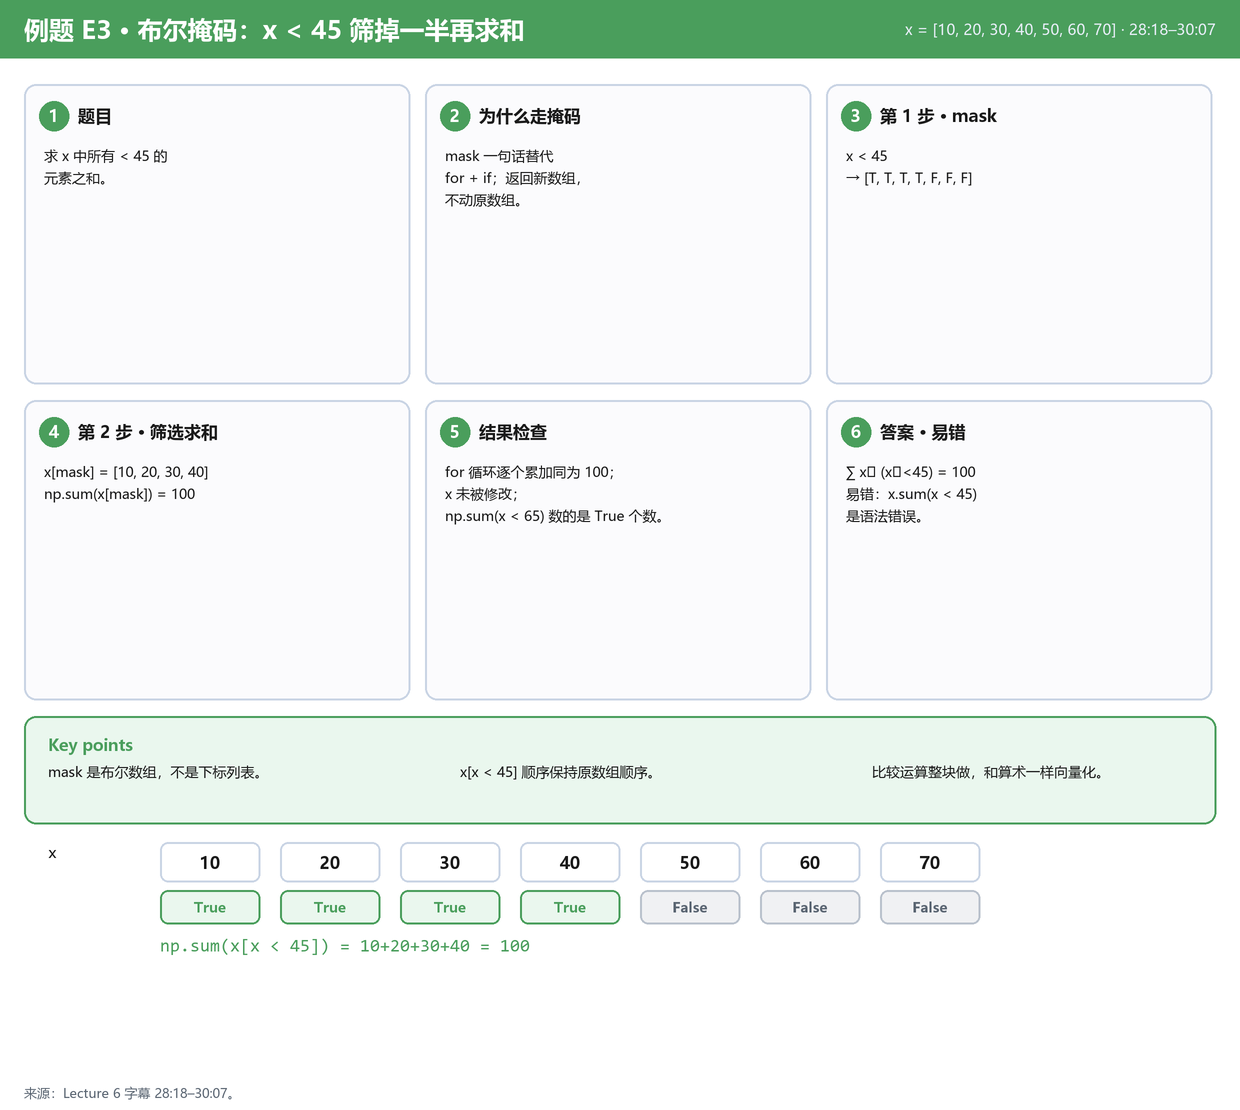 例题 E3 • 布尔掩码：x < 45 筛掉一半再求和
x = [10, 20, 30, 40, 50, 60, 70] · 28:18–30:07
1 题目
求 x 中所有 < 45 的
元素之和。
2 为什么走掩码
mask 一句话替代
for + if；返回新数组，
不动原数组。
3 第 1 步 • mask
x < 45
→ [T, T, T, T, F, F, F]
4 第 2 步 • 筛选求和
x[mask] = [10, 20, 30, 40]
np.sum(x[mask]) = 100
5 结果检查
for 循环逐个累加同为 100；
x 未被修改；
np.sum(x < 65) 数的是 True 个数。
6 答案 • 易错
∑ x▯ (x▯<45) = 100
易错：x.sum(x < 45)
是语法错误。
Key points
mask 是布尔数组，不是下标列表。
x[x < 45] 顺序保持原数组顺序。
比较运算整块做，和算术一样向量化。
x 10 20 30 40 50 60 70
True True True True False False False
np.sum(x[x < 45]) = 10+20+30+40 = 100
来源：Lecture 6 字幕 28:18–30:07。